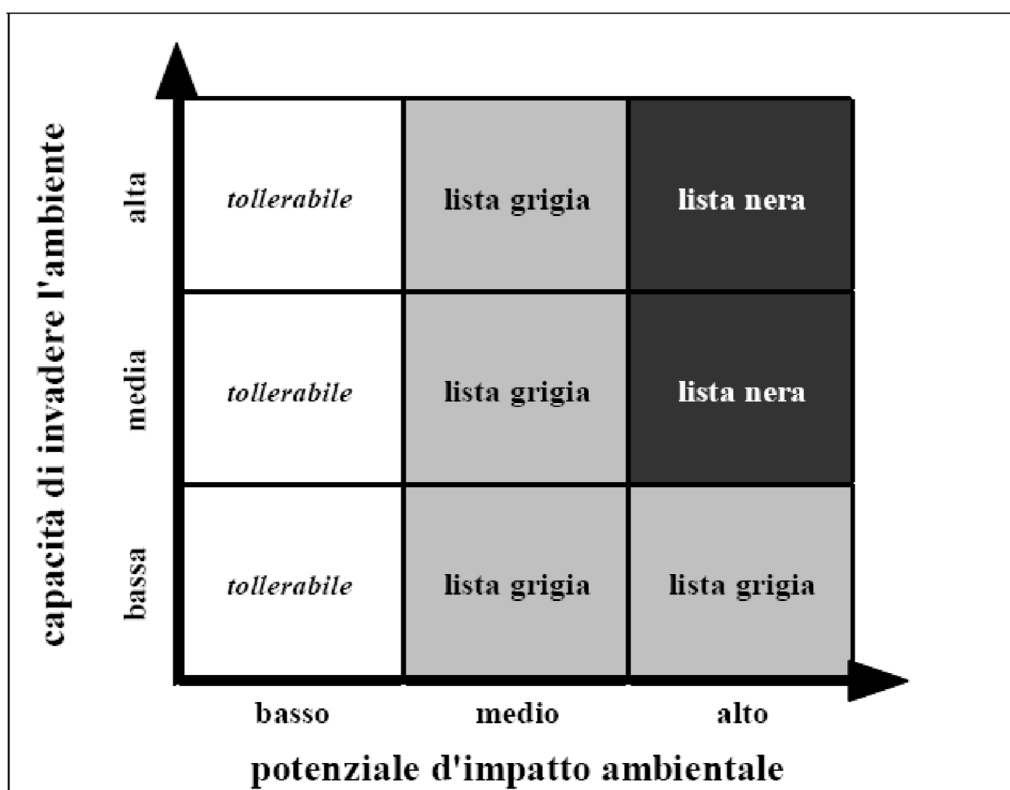 capacità di invadere l'ambiente
alta
tollerabile
lista grigia
lista nera
media
tollerabile
lista grigia
lista nera
bassa
tollerabile
lista grigia
lista grigia
basso
medio
alto
potenziale d'impatto ambientale